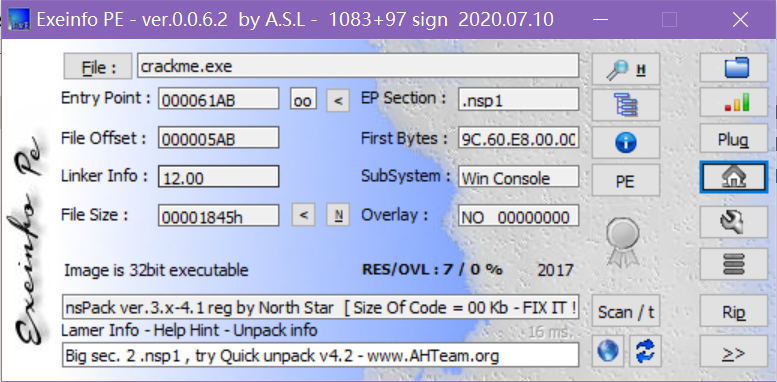 Exeinfo PE - ver.0.0.6.2 by A.S.L - 1083+97 sign 2020.07.10
File : crackme.exe H
Entry Point : 000061AB oo < EP Section : .nsp1
File Offset : 000005AB First Bytes : 9C.60.E8.00.00 Plug
Linker Info : 12.00 SubSystem : Win Console PE
File Size : 00001845h < N Overlay : NO 00000000
Image is 32bit executable RES/OVL : 7 / 0 % 2017
Exeinfo Pe
nsPack ver.3.x-4.1 reg by North Star [ Size Of Code = 00 Kb - FIX IT ! Scan / t Rip
Lamer Info - Help Hint - Unpack info 16 ms.
Big sec. 2 .nsp1 , try Quick unpack v4.2 - www.AHTeam.org >>